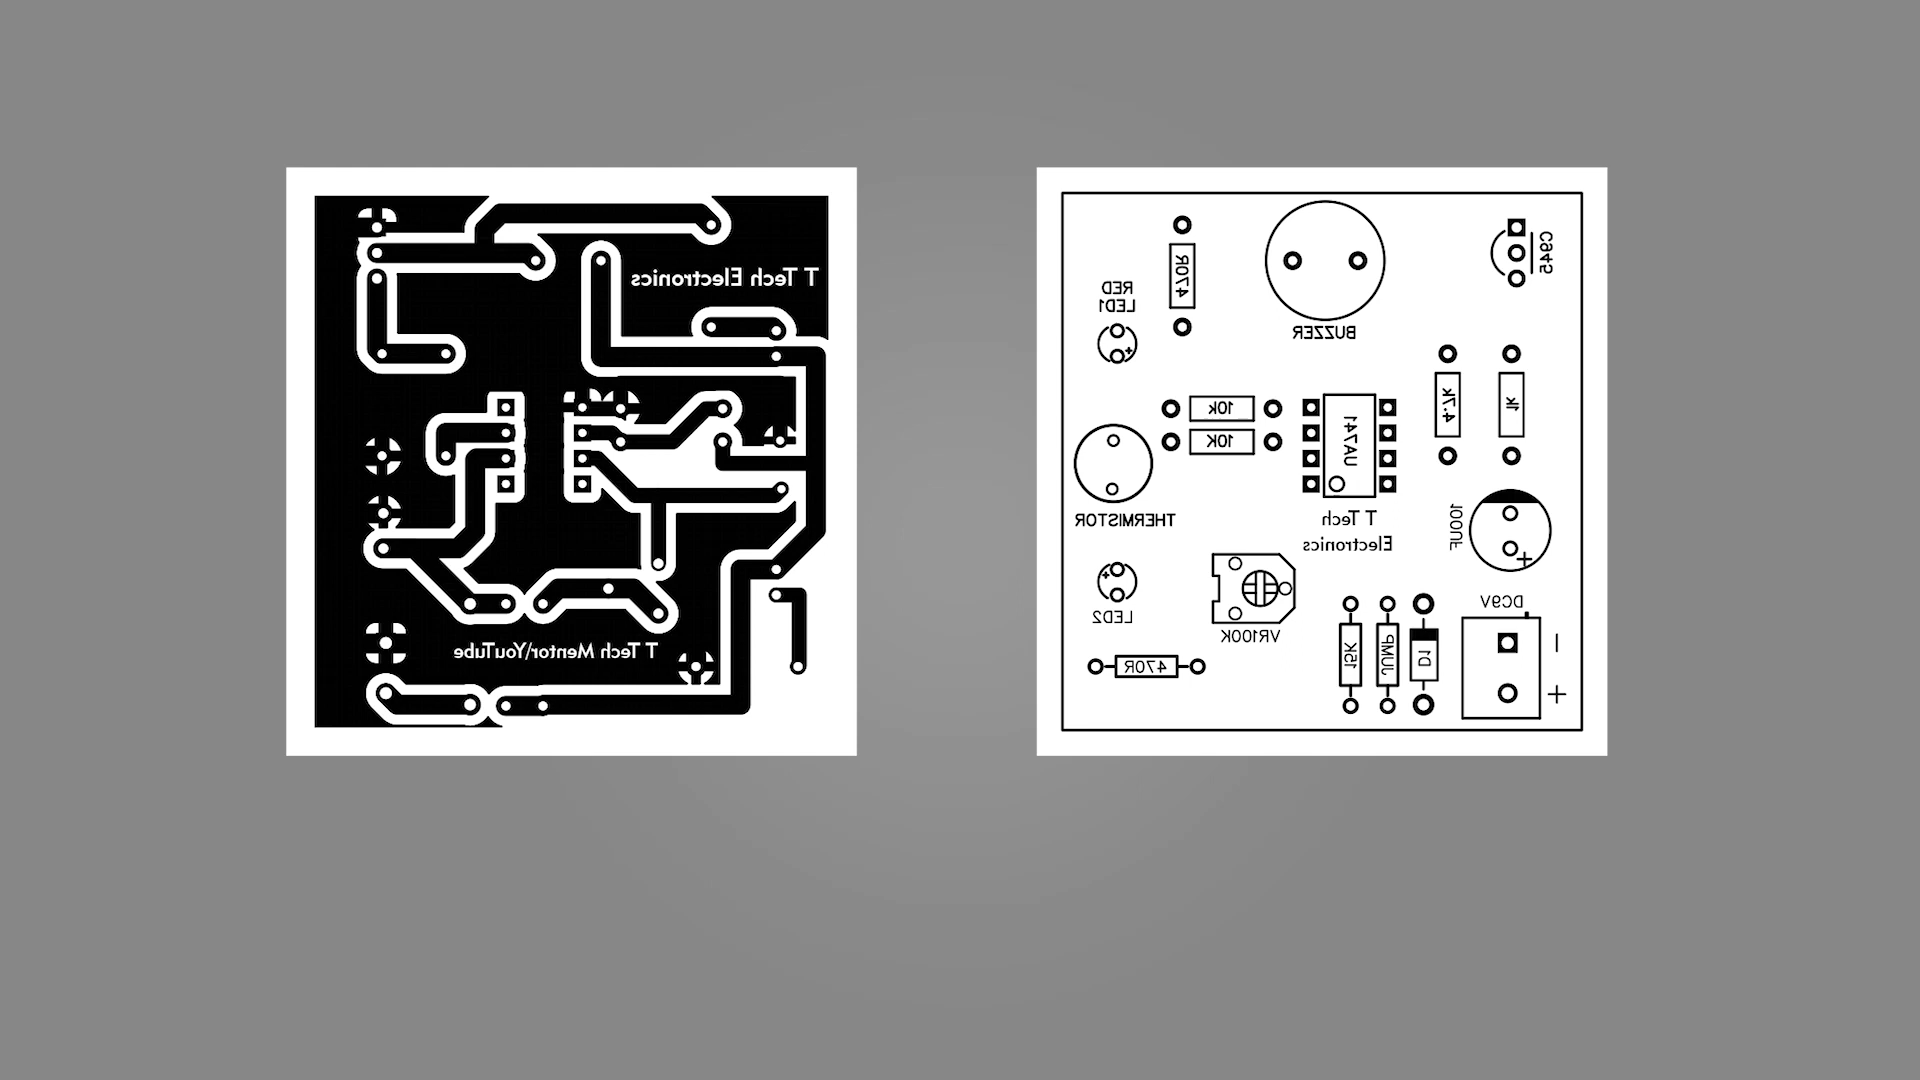 T Tech Electronics
T Tech Mentor/YouTube
470R
RED
LED1
BUZZER
C945
10k
10k
UA741
4.7k
1k
THERMISTOR
T Tech
Electronics
100UF
LED2
VR100K
DC9V
470R
15K
JUMP
D1
-
+